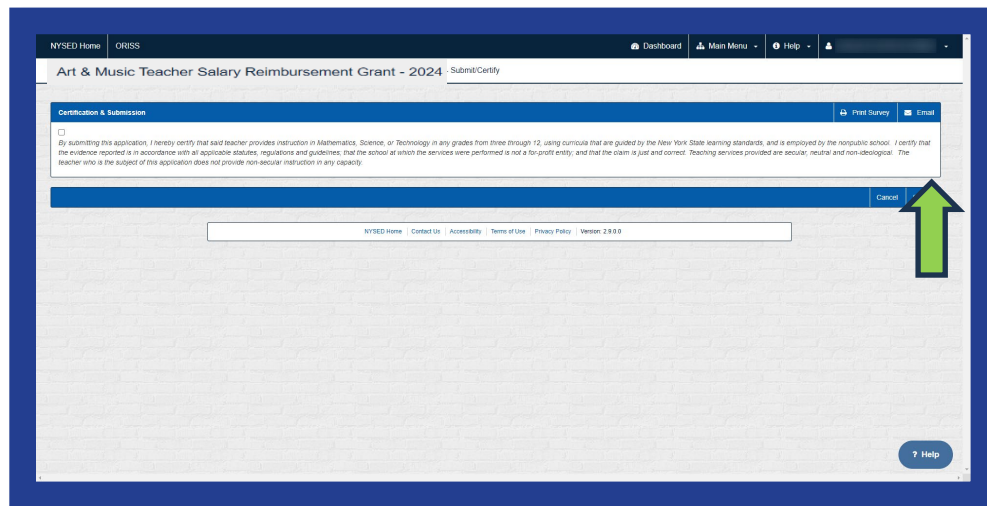 NYSED Home ORISS Dashboard Main Menu Help
Art & Music Teacher Salary Reimbursement Grant - 2024 - Submit/Certify
Certification & Submission Print Survey Email
By submitting this application, I hereby certify that said teacher provides instruction in Mathematics, Science, or Technology in any grades from three through 12, using curricula that are guided by the New York State learning standards, and is employed by the nonpublic school. I certify that
the evidence reported is in accordance with all applicable statutes, regulations and guidelines; that the school at which the services were performed is not a for-profit entity; and that the claim is just and correct. Teaching services provided are secular, neutral and non-ideological. The
teacher who is the subject of this application does not provide non-secular instruction in any capacity.
Cancel
NYSED Home | Contact Us | Accessibility | Terms of Use | Privacy Policy | Version: 2.9.0.0
? Help